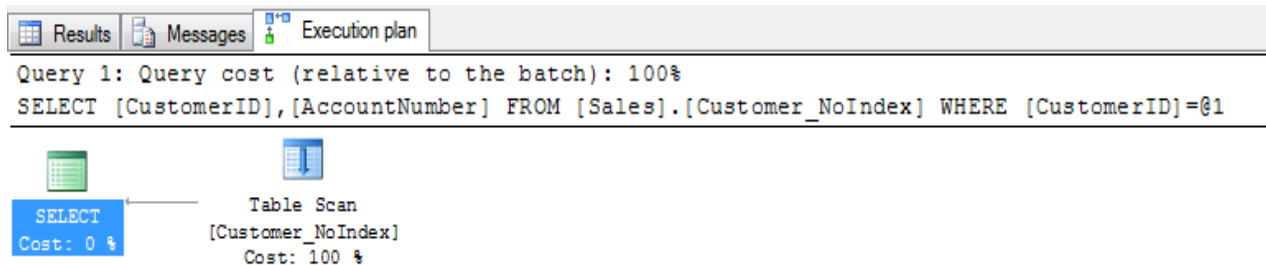 Results Messages Execution plan
Query 1: Query cost (relative to the batch): 100%
SELECT [CustomerID],[AccountNumber] FROM [Sales].[Customer_NoIndex] WHERE [CustomerID]=@1
SELECT
Cost: 0 %
Table Scan
[Customer_NoIndex]
Cost: 100 %